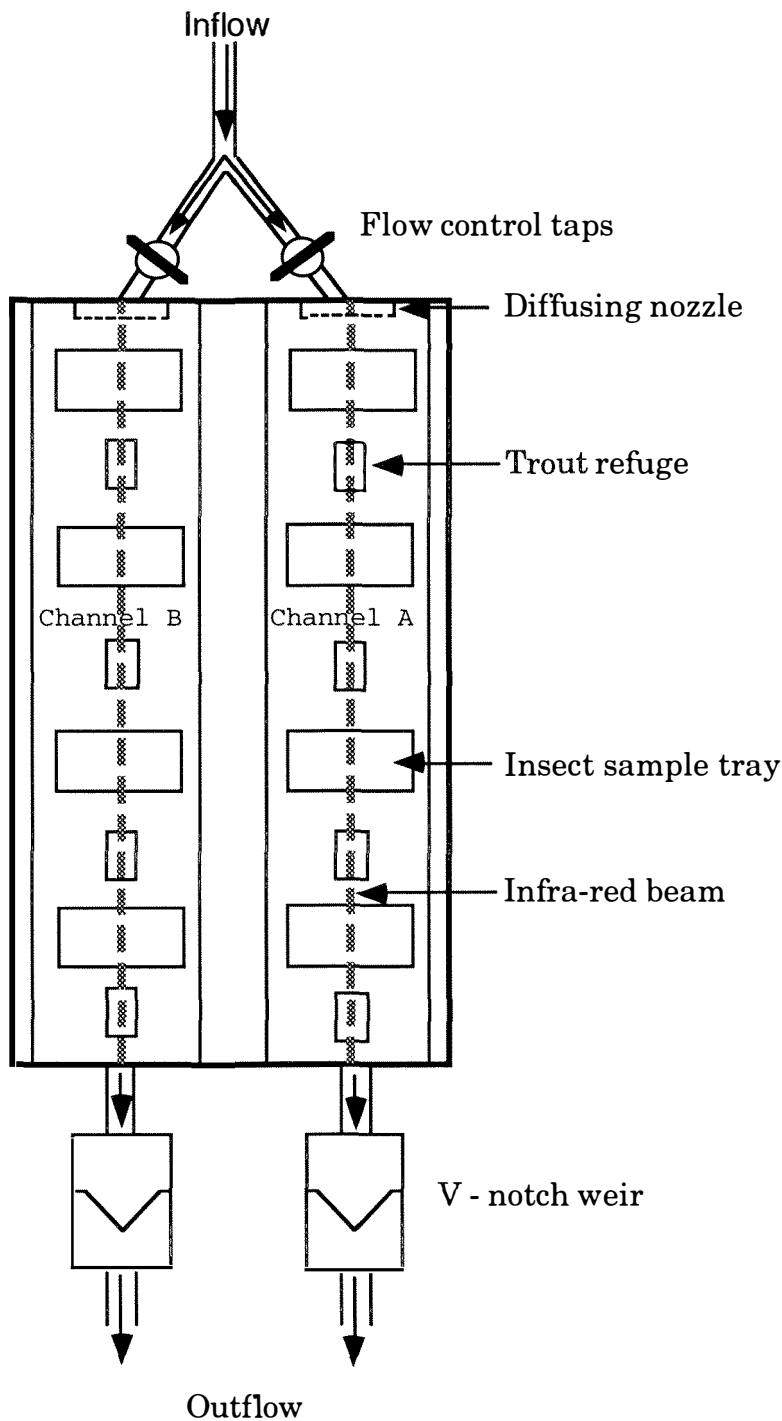 Inflow
Flow control taps
Diffusing nozzle
Trout refuge
Channel B
Channel A
Insect sample tray
Infra-red beam
V - notch weir
Outflow